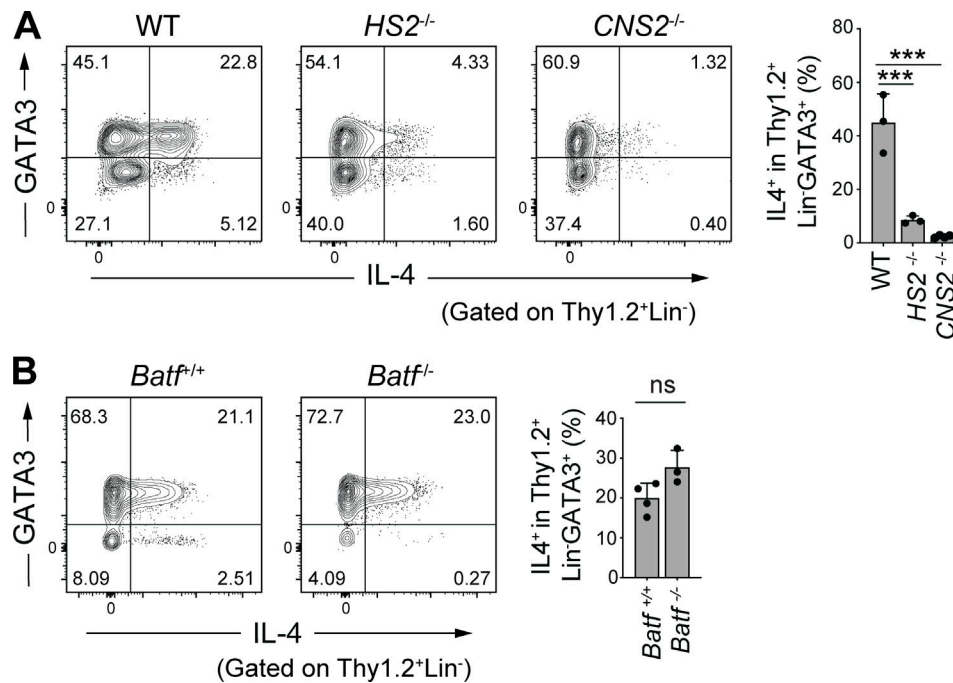 A
WT
HS2-/-
CNS2-/-
GATA3
45.1
22.8
27.1
5.12
54.1
4.33
40.0
1.60
60.9
1.32
37.4
0.40
0
0
0
0
IL-4
(Gated on Thy1.2+Lin-)
IL4+ in Thy1.2+
Lin-GATA3+ (%)
80
60
40
20
0
***
***
WT
HS2-/-
CNS2-/-
B
Batf+/+
Batf-/-
GATA3
68.3
21.1
8.09
2.51
72.7
23.0
4.09
0.27
0
0
0
IL-4
(Gated on Thy1.2+Lin-)
IL4+ in Thy1.2+
Lin-GATA3+ (%)
40
30
20
10
0
ns
Batf+/+
Batf-/-